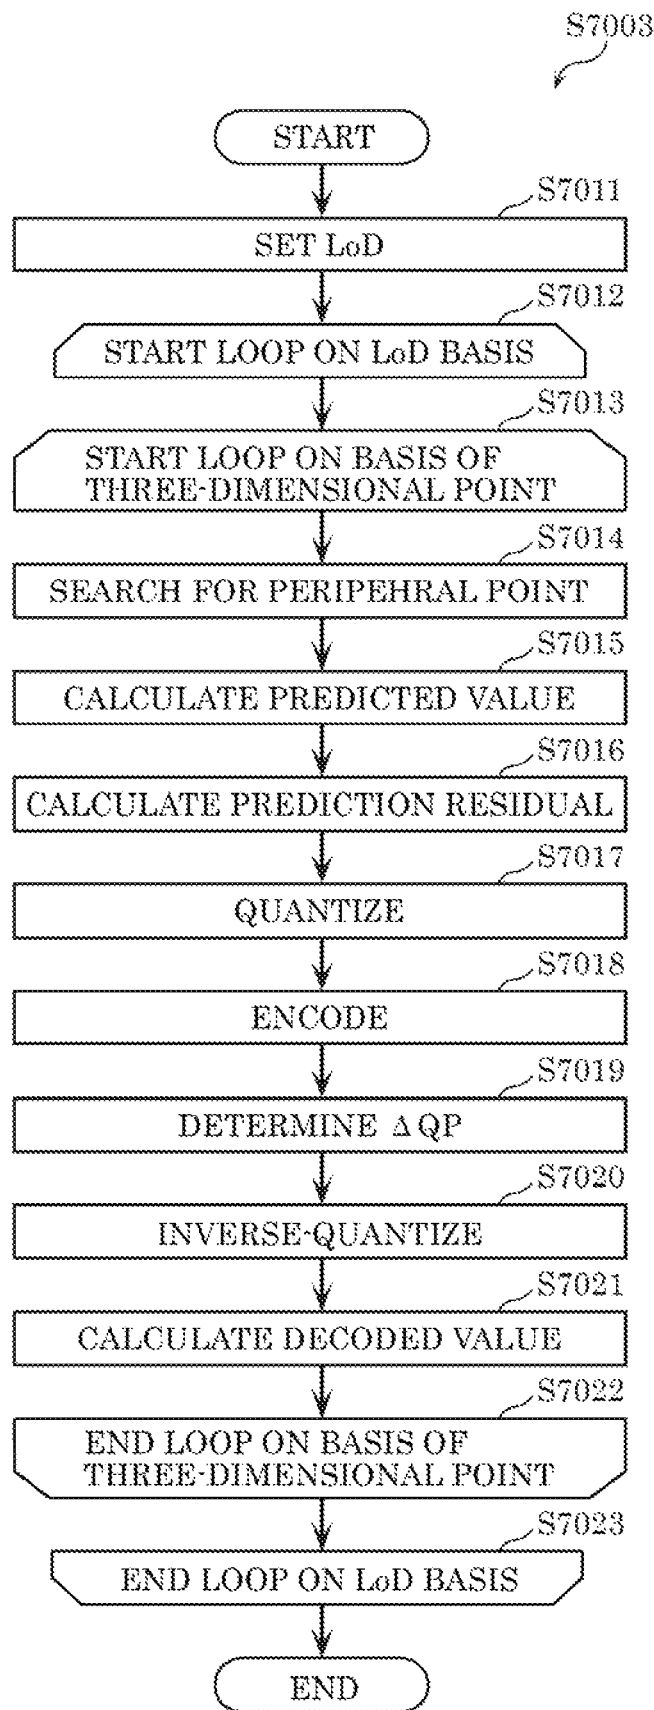 S7003
START
S7011
SET LoD
S7012
START LOOP ON LoD BASIS
S7013
START LOOP ON BASIS OF
THREE-DIMENSIONAL POINT
S7014
SEARCH FOR PERIPEHRAL POINT
S7015
CALCULATE PREDICTED VALUE
S7016
CALCULATE PREDICTION RESIDUAL
S7017
QUANTIZE
S7018
ENCODE
S7019
DETERMINE Δ QP
S7020
INVERSE-QUANTIZE
S7021
CALCULATE DECODED VALUE
S7022
END LOOP ON BASIS OF
THREE-DIMENSIONAL POINT
S7023
END LOOP ON LoD BASIS
END